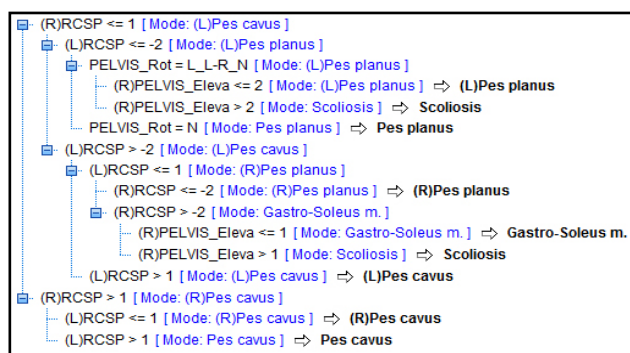 (R)RCSP <= 1 [ Mode: (L)Pes cavus ]
(L)RCSP <= -2 [ Mode: (L)Pes planus ]
PELVIS_Rot = L_L-R_N [ Mode: (L)Pes planus ]
(R)PELVIS_Eleva <= 2 [ Mode: (L)Pes planus ] ⇨ (L)Pes planus
(R)PELVIS_Eleva > 2 [ Mode: Scoliosis ] ⇨ Scoliosis
PELVIS_Rot = N [ Mode: Pes planus ] ⇨ Pes planus
(L)RCSP > -2 [ Mode: (L)Pes cavus ]
(L)RCSP <= 1 [ Mode: (R)Pes planus ]
(R)RCSP <= -2 [ Mode: (R)Pes planus ] ⇨ (R)Pes planus
(R)RCSP > -2 [ Mode: Gastro-Soleus m. ]
(R)PELVIS_Eleva <= 1 [ Mode: Gastro-Soleus m. ] ⇨ Gastro-Soleus m.
(R)PELVIS_Eleva > 1 [ Mode: Scoliosis ] ⇨ Scoliosis
(L)RCSP > 1 [ Mode: (L)Pes cavus ] ⇨ (L)Pes cavus
(R)RCSP > 1 [ Mode: (R)Pes cavus ]
(L)RCSP <= 1 [ Mode: (R)Pes cavus ] ⇨ (R)Pes cavus
(L)RCSP > 1 [ Mode: Pes cavus ] ⇨ Pes cavus